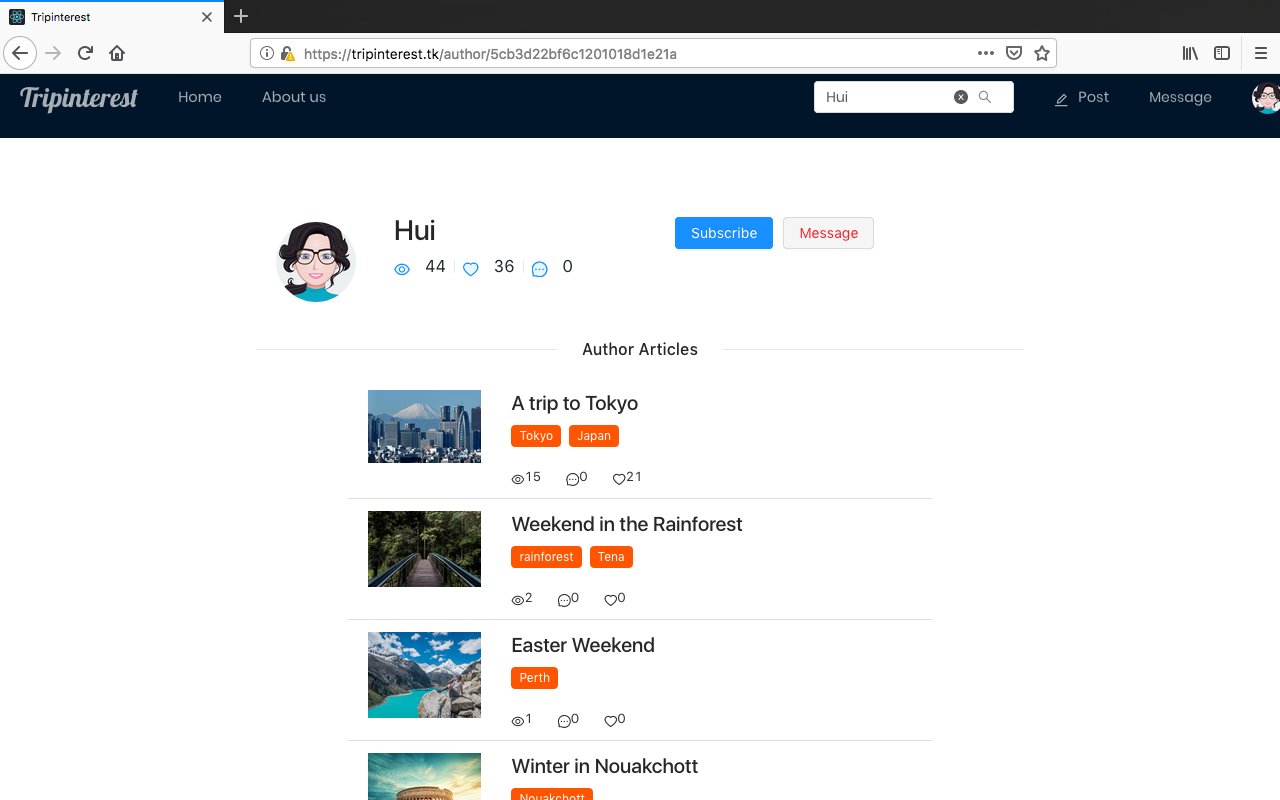 Tripinterest
https://tripinterest.tk/author/5cb3d22bf6c1201018d1e21a
Tripinterest Home About us Hui Post Message
Hui
Subscribe Message
44 36 0
Author Articles
A trip to Tokyo
Tokyo Japan
15 0 21
Weekend in the Rainforest
rainforest Tena
2 0 0
Easter Weekend
Perth
1 0 0
Winter in Nouakchott
Nouakchott